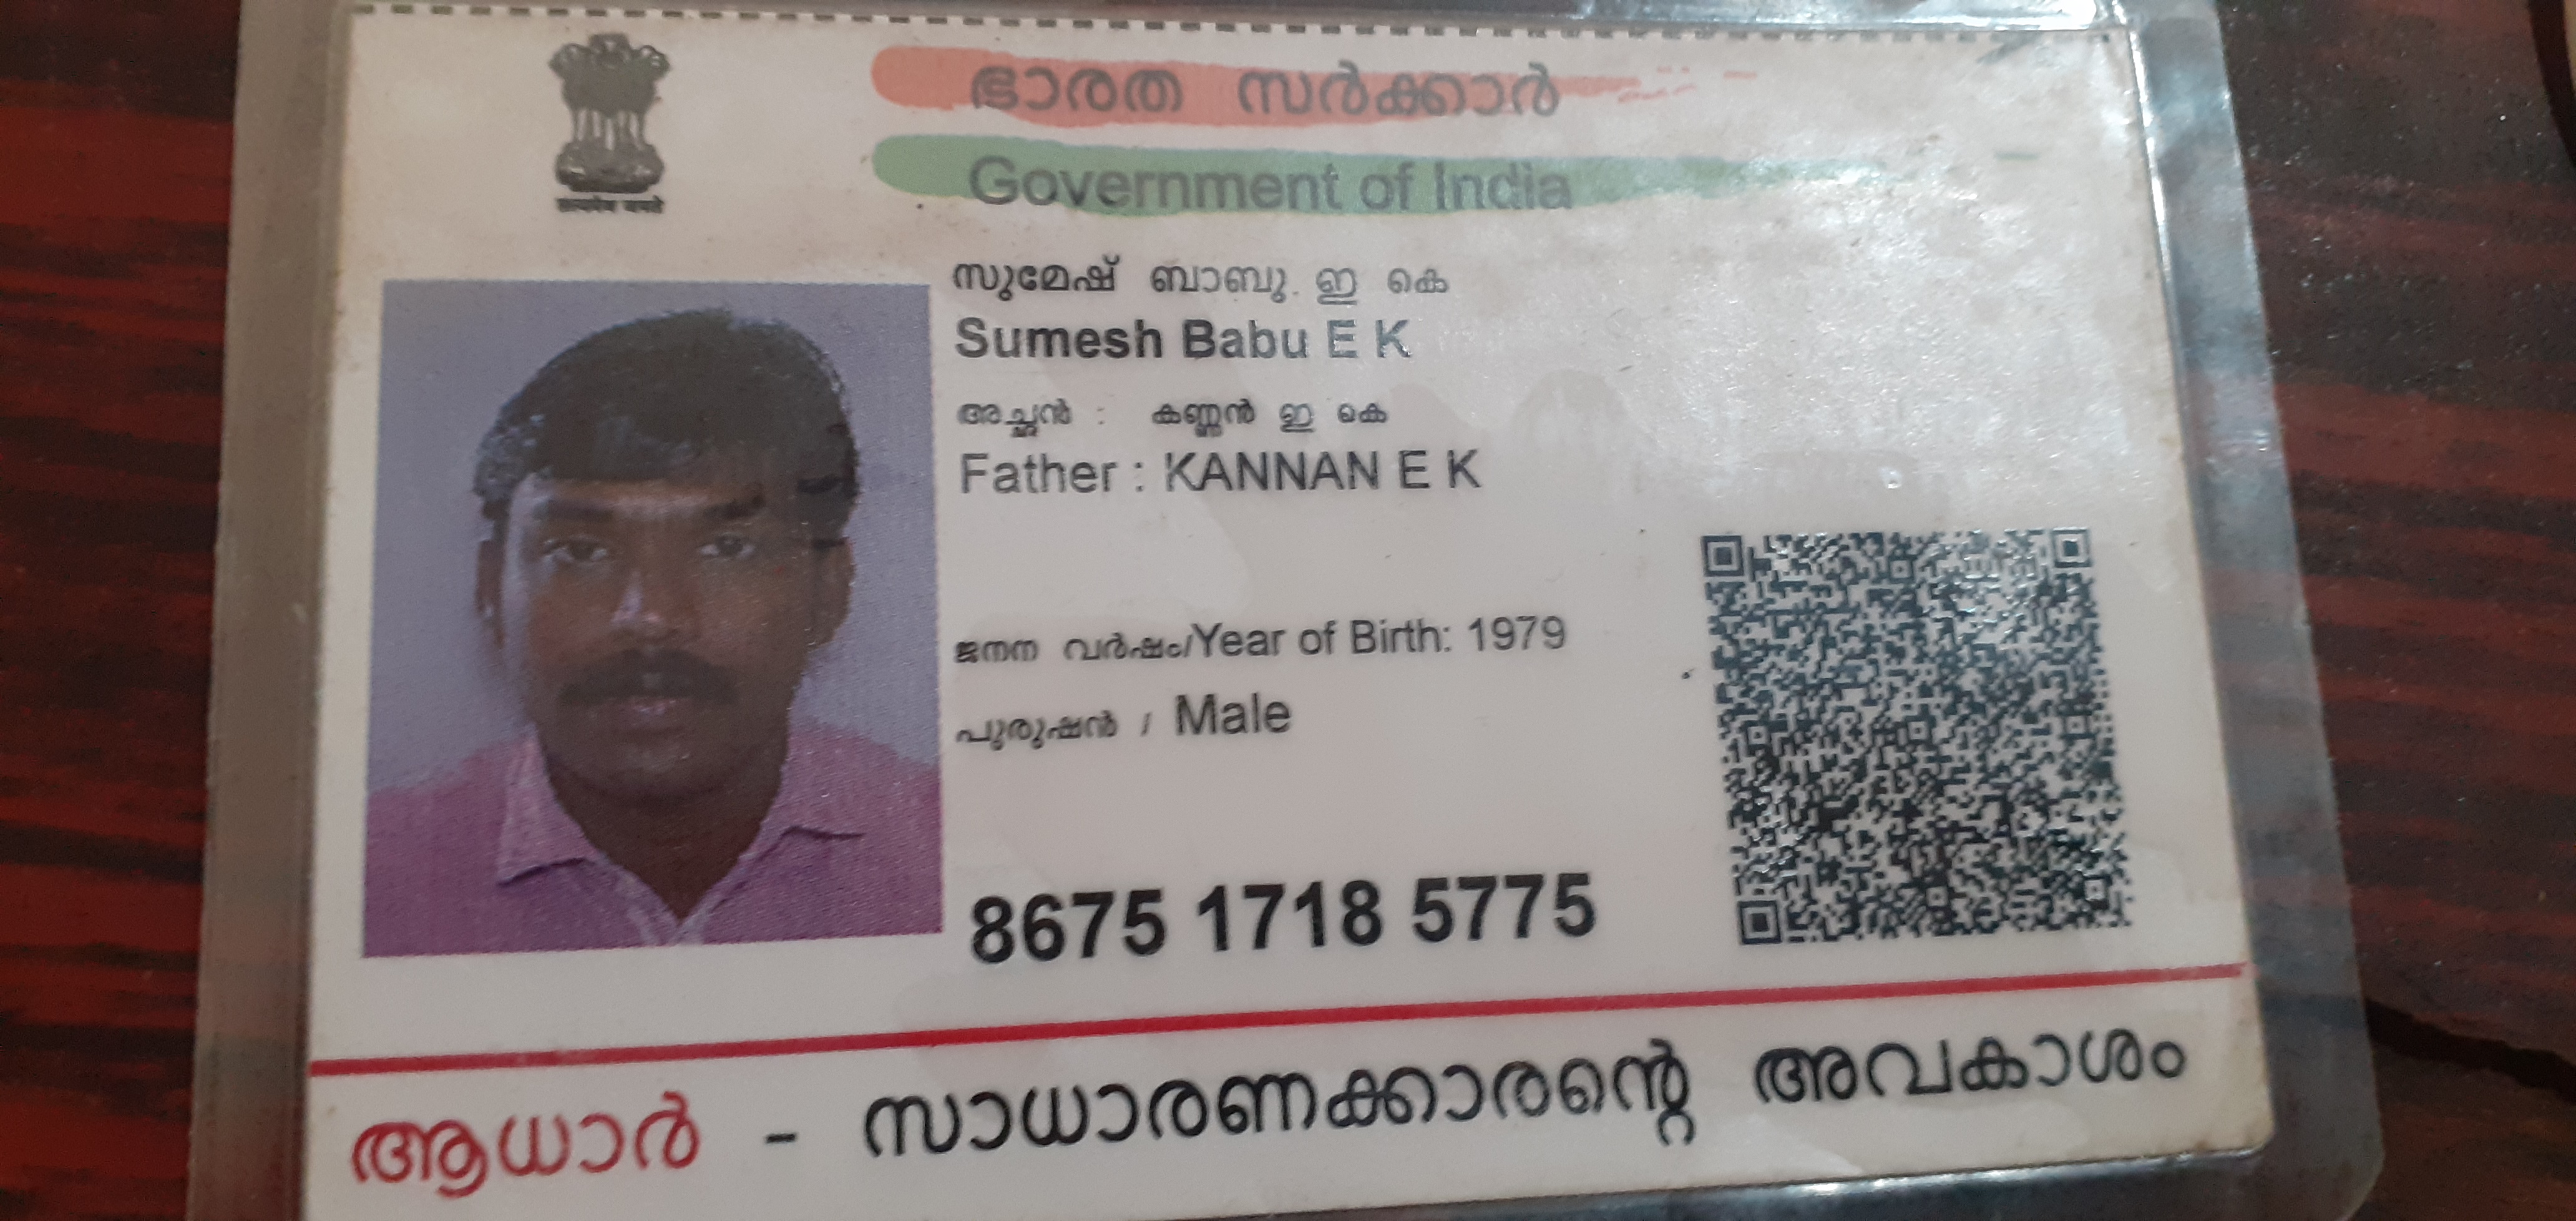 ഭാരത സർക്കാർ
Government of India
സുമേഷ് ബാബു ഇ കെ
Sumesh Babu E K
അച്ഛൻ : കണ്ണൻ ഇ കെ
Father : KANNAN E K
ജനന വർഷം/Year of Birth: 1979
പുരുഷൻ / Male
8675 1718 5775
ആധാർ - സാധാരണക്കാരന്റെ അവകാശം